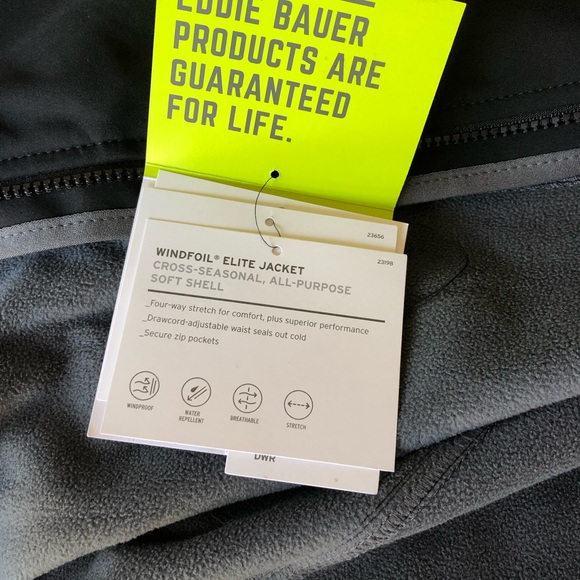 EDDIE BAUER
PRODUCTS ARE
GUARANTEED
FOR LIFE.
23656
WINDFOIL® ELITE JACKET
23198
CROSS-SEASONAL, ALL-PURPOSE
SOFT SHELL
_Four-way stretch for comfort, plus superior performance
_Drawcord-adjustable waist seals out cold
_Secure zip pockets
WINDPROOF
WATER
REPELLENT
BREATHABLE
STRETCH
DWR